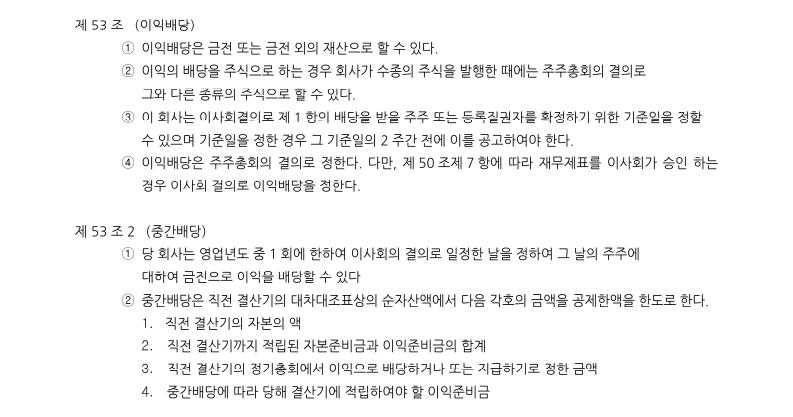 제 53 조 (이익배당)
① 이익배당은 금전 또는 금전 외의 재산으로 할 수 있다.
② 이익의 배당을 주식으로 하는 경우 회사가 수종의 주식을 발행한 때에는 주주총회의 결의로
그와 다른 종류의 주식으로 할 수 있다.
③ 이 회사는 이사회결의로 제 1 항의 배당을 받을 주주 또는 등록질권자를 확정하기 위한 기준일을 정할
수 있으며 기준일을 정한 경우 그 기준일의 2 주간 전에 이를 공고하여야 한다.
④ 이익배당은 주주총회의 결의로 정한다. 다만, 제 50 조제 7 항에 따라 재무제표를 이사회가 승인 하는
경우 이사회 결의로 이익배당을 정한다.
제 53 조 2 (중간배당)
① 당 회사는 영업년도 중 1 회에 한하여 이사회의 결의로 일정한 날을 정하여 그 날의 주주에
대하여 금진으로 이익을 배당할 수 있다
② 중간배당은 직전 결산기의 대차대조표상의 순자산액에서 다음 각호의 금액을 공제한액을 한도로 한다.
1. 직전 결산기의 자본의 액
2. 직전 결산기까지 적립된 자본준비금과 이익준비금의 합계
3. 직전 결산기의 정기총회에서 이익으로 배당하거나 또는 지급하기로 정한 금액
4. 중간배당에 따라 당해 결산기에 적립하여야 할 이익준비금